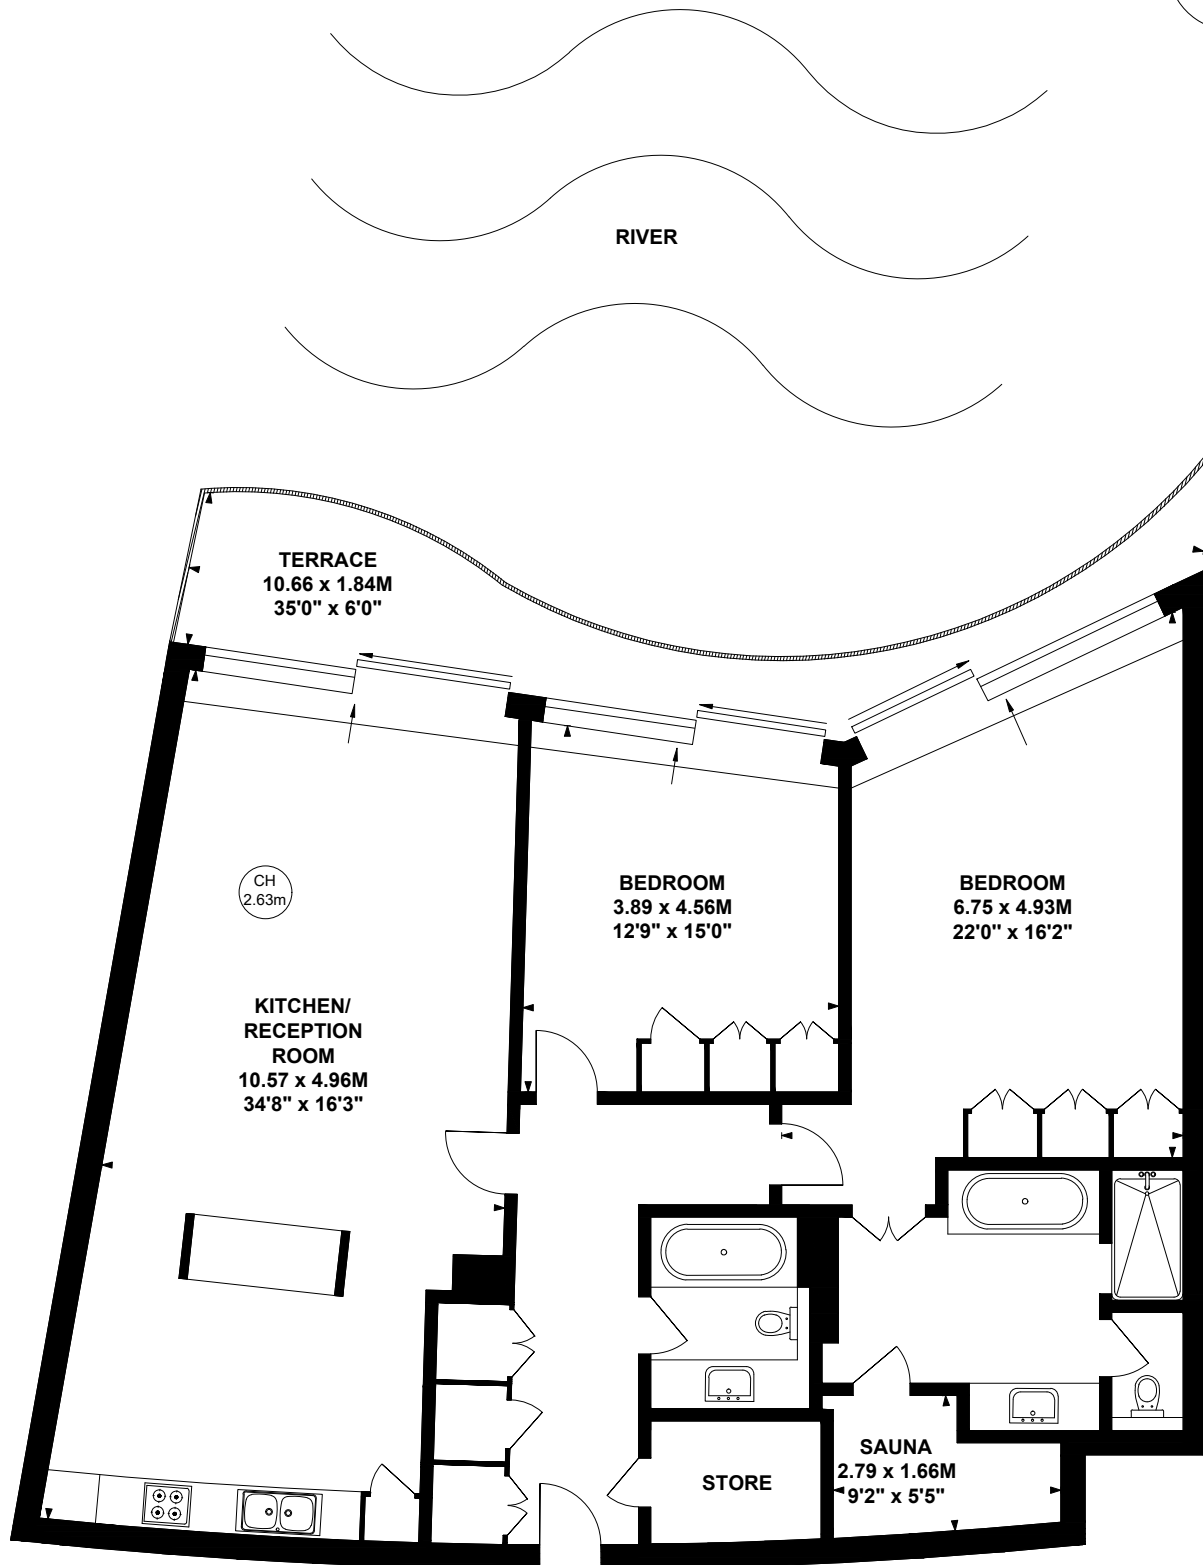 RIVER
TERRACE
10.66 x 1.84M
35'0" x 6'0"
CH
2.63m
BEDROOM
3.89 x 4.56M
12'9" x 15'0"
BEDROOM
6.75 x 4.93M
22'0" x 16'2"
KITCHEN/
RECEPTION
ROOM
10.57 x 4.96M
34'8" x 16'3"
SAUNA
2.79 x 1.66M
9'2" x 5'5"
STORE